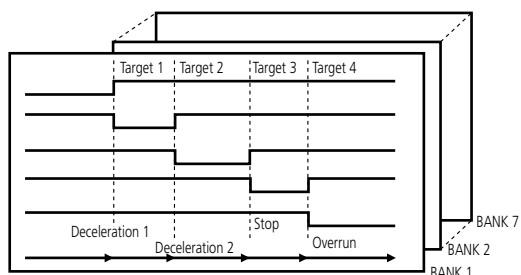 Target 1 Target 2 Target 3 Target 4
Deceleration 1
Deceleration 2
Stop
Overrun
BANK 7
BANK 2
BANK 1